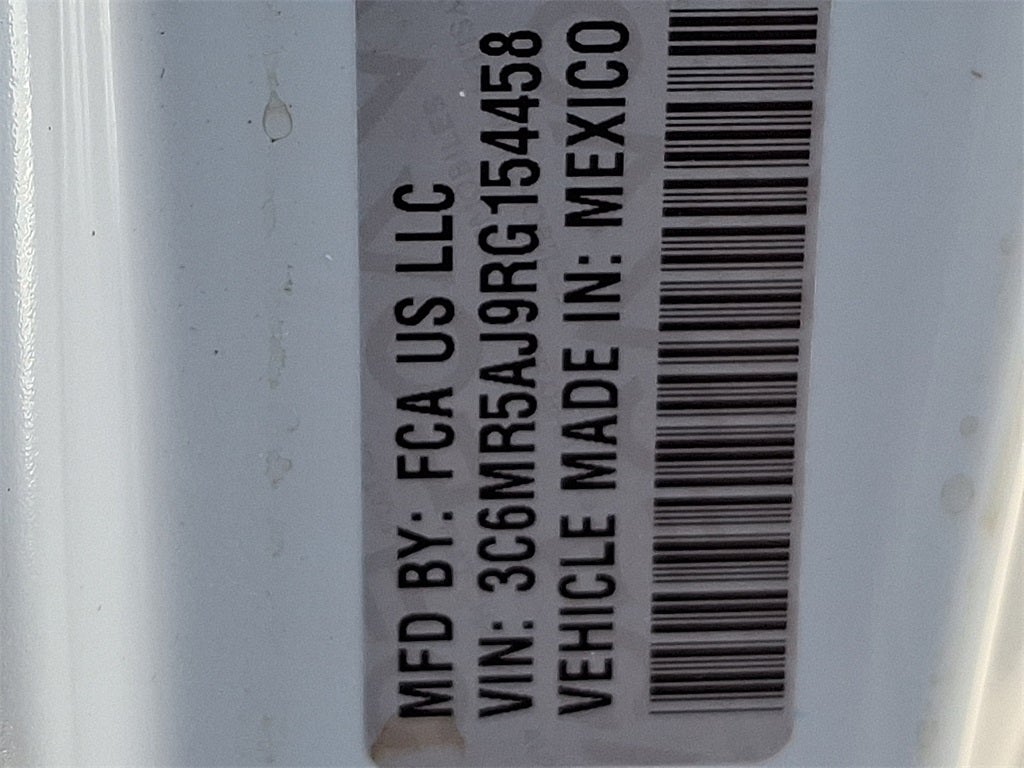 MFD BY: FCA US LLC
VIN: 3C6MR5AJ9RG154458
VEHICLE MADE IN: MEXICO